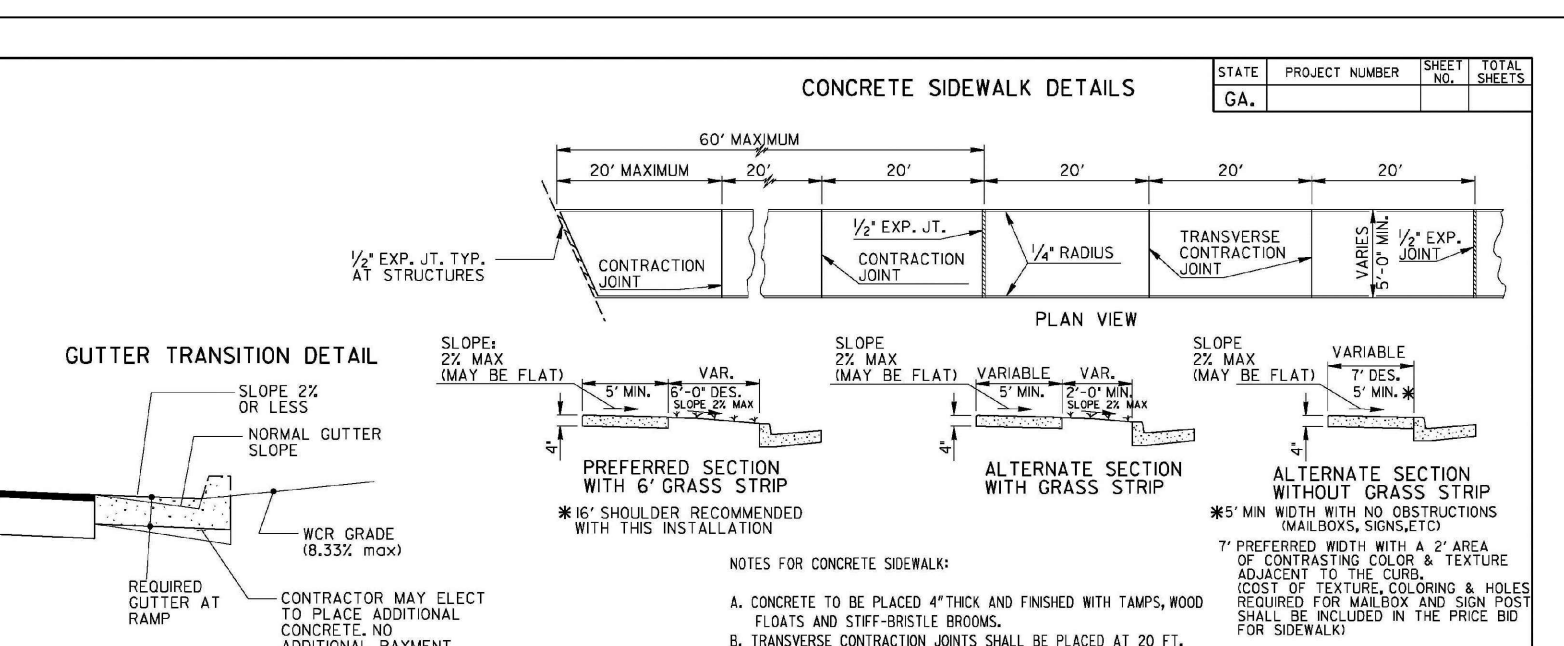 CONCRETE SIDEWALK DETAILS
STATE PROJECT NUMBER SHEET NO. TOTAL SHEETS
GA.
60' MAXIMUM
20' MAXIMUM 20' 20' 20' 20' 20'
1/2" EXP. JT. TYP.
AT STRUCTURES
CONTRACTION
JOINT
1/2" EXP. JT.
CONTRACTION
JOINT
1/4" RADIUS
TRANSVERSE
CONTRACTION
JOINT
VARIES
5'-0" MIN.
1/2" EXP.
JOINT
PLAN VIEW
GUTTER TRANSITION DETAIL
SLOPE 2%
OR LESS
NORMAL GUTTER
SLOPE
WCR GRADE
(8.33% max)
REQUIRED
GUTTER AT
RAMP
CONTRACTOR MAY ELECT
TO PLACE ADDITIONAL
CONCRETE. NO
ADDITIONAL PAYMENT
SLOPE:
2% MAX
(MAY BE FLAT)
VAR.
5' MIN. 6'-0" DES.
SLOPE 2% MAX
4"
PREFERRED SECTION
WITH 6' GRASS STRIP
*16' SHOULDER RECOMMENDED
WITH THIS INSTALLATION
SLOPE
2% MAX
(MAY BE FLAT)
VARIABLE VAR.
5' MIN. 2'-0" MIN.
SLOPE 2% MAX
4"
ALTERNATE SECTION
WITH GRASS STRIP
SLOPE
2% MAX
(MAY BE FLAT)
VARIABLE
7' DES.
5' MIN.*
4"
ALTERNATE SECTION
WITHOUT GRASS STRIP
*5' MIN WIDTH WITH NO OBSTRUCTIONS
(MAILBOXS, SIGNS,ETC)
7' PREFERRED WIDTH WITH A 2' AREA
OF CONTRASTING COLOR & TEXTURE
ADJACENT TO THE CURB.
(COST OF TEXTURE, COLORING & HOLES
REQUIRED FOR MAILBOX AND SIGN POST
SHALL BE INCLUDED IN THE PRICE BID
FOR SIDEWALK)
NOTES FOR CONCRETE SIDEWALK:
A. CONCRETE TO BE PLACED 4" THICK AND FINISHED WITH TAMPS, WOOD
FLOATS AND STIFF-BRISTLE BROOMS.
B. TRANSVERSE CONTRACTION JOINTS SHALL BE PLACED AT 20 FT.